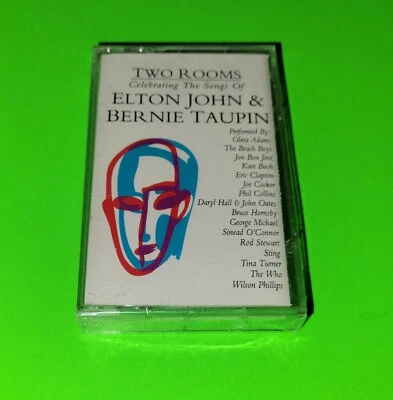 TWO ROOMS
Celebrating The Songs Of
ELTON JOHN &
BERNIE TAUPIN
Performed By:
Oleta Adams
The Beach Boys
Jon Bon Jovi
Kate Bush
Eric Clapton
Joe Cocker
Phil Collins
Daryl Hall & John Oates
Bruce Hornsby
George Michael
Sinead O'Connor
Rod Stewart
Sting
Tina Turner
The Who
Wilson Phillips